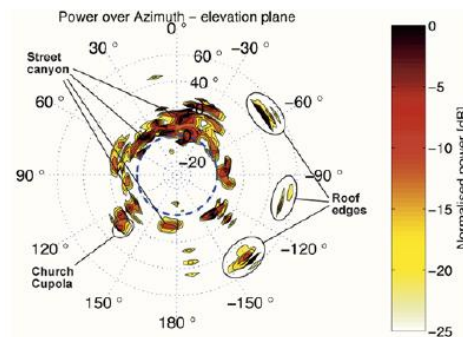 Power over Azimuth – elevation plane
0 °
30 °
−30 °
Street
canyon
60 °
40 °
60 °
−60 °
0
−20
90 °
−90 °
Roof
edges
120 °
−120 °
Church
Cupola
150 °
−150 °
180 °
0
−5
−10
−15
−20
−25
Normalised power [dB]